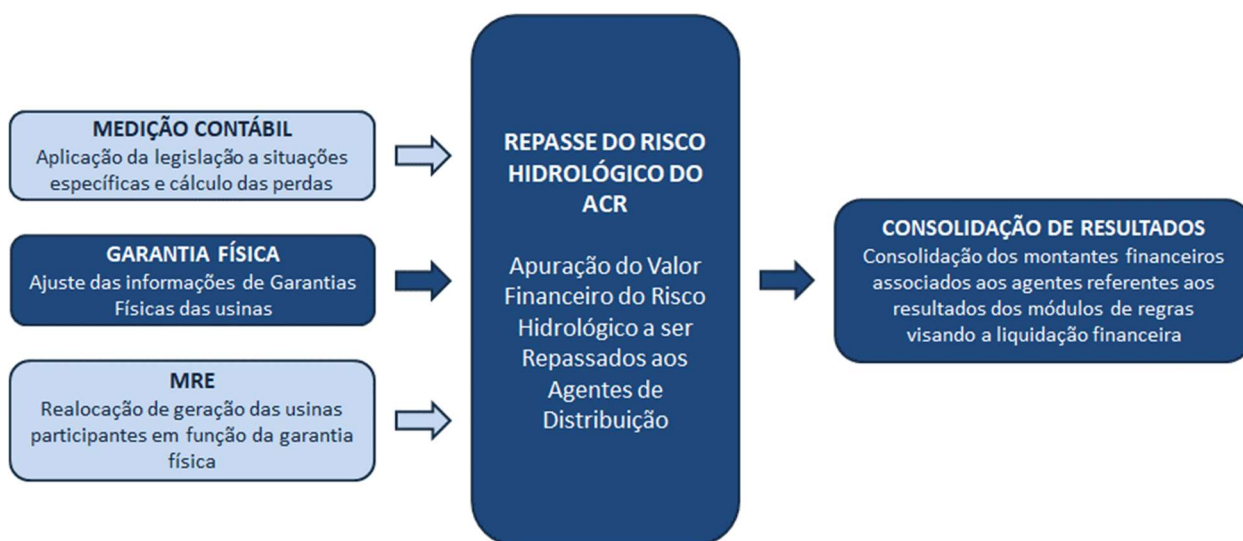 MEDIÇÃO CONTÁBIL
Aplicação da legislação a situações
específicas e cálculo das perdas
GARANTIA FÍSICA
Ajuste das informações de Garantias
Físicas das usinas
MRE
Realocação de geração das usinas
participantes em função da garantia
física
REPASSE DO RISCO
HIDROLÓGICO DO
ACR
Apuração do Valor
Financeiro do Risco
Hidrológico a ser
Repassados aos
Agentes de
Distribuição
CONSOLIDAÇÃO DE RESULTADOS
Consolidação dos montantes financeiros
associados aos agentes referentes aos
resultados dos módulos de regras
visando a liquidação financeira